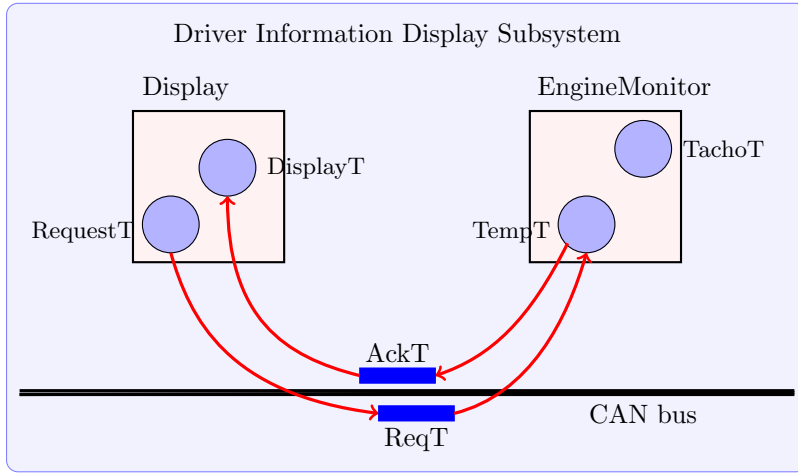 Driver Information Display Subsystem
Display
EngineMonitor
TachoT
DisplayT
RequestT
TempT
AckT
CAN bus
ReqT